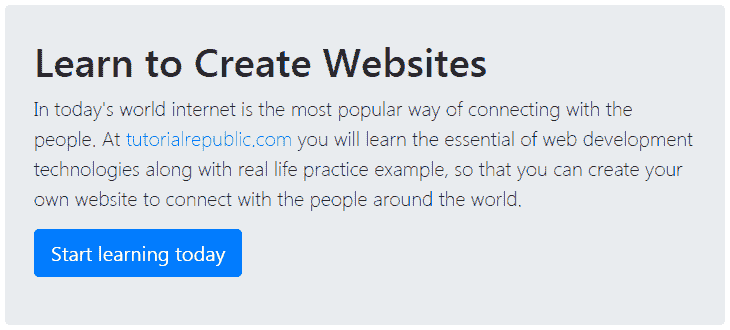 Learn to Create Websites
In today's world internet is the most popular way of connecting with the
people. At tutorialrepublic.com you will learn the essential of web development
technologies along with real life practice example, so that you can create your
own website to connect with the people around the world.
Start learning today